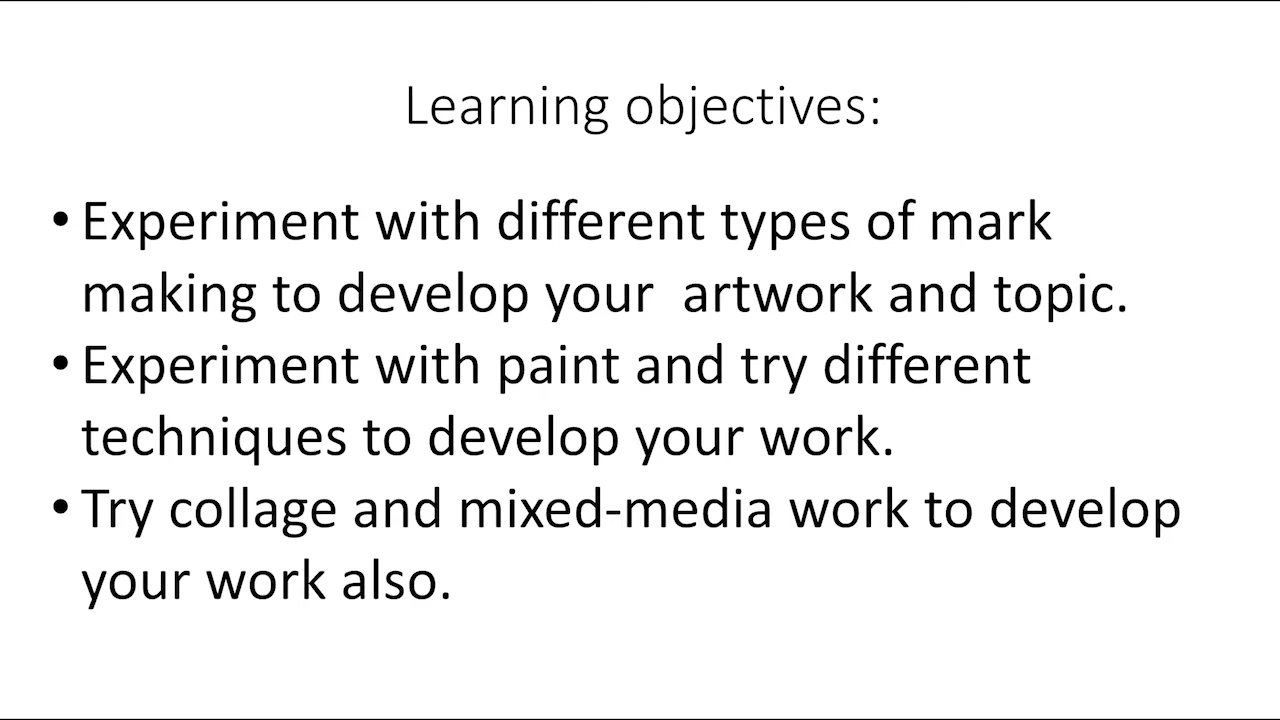 Learning objectives:
• Experiment with different types of mark
making to develop your  artwork and topic.
• Experiment with paint and try different
techniques to develop your work.
• Try collage and mixed-media work to develop
your work also.